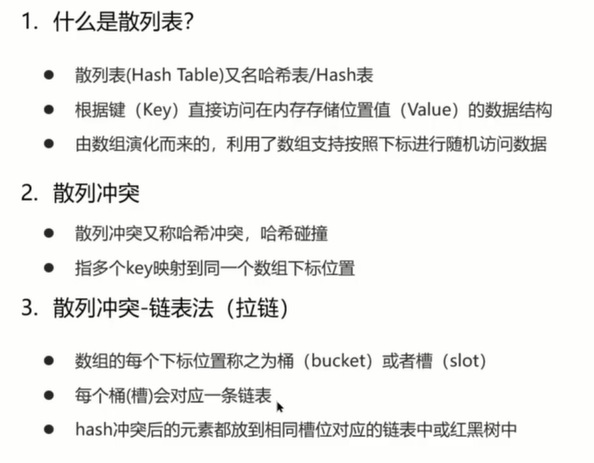 1. 什么是散列表？
● 散列表(Hash Table)又名哈希表/Hash表
● 根据键（Key）直接访问在内存存储位置值（Value）的数据结构
● 由数组演化而来的，利用了数组支持按照下标进行随机访问数据
2. 散列冲突
● 散列冲突又称哈希冲突，哈希碰撞
● 指多个key映射到同一个数组下标位置
3. 散列冲突-链表法（拉链）
● 数组的每个下标位置称之为桶（bucket）或者槽（slot）
● 每个桶(槽)会对应一条链表
● hash冲突后的元素都放到相同槽位对应的链表中或红黑树中